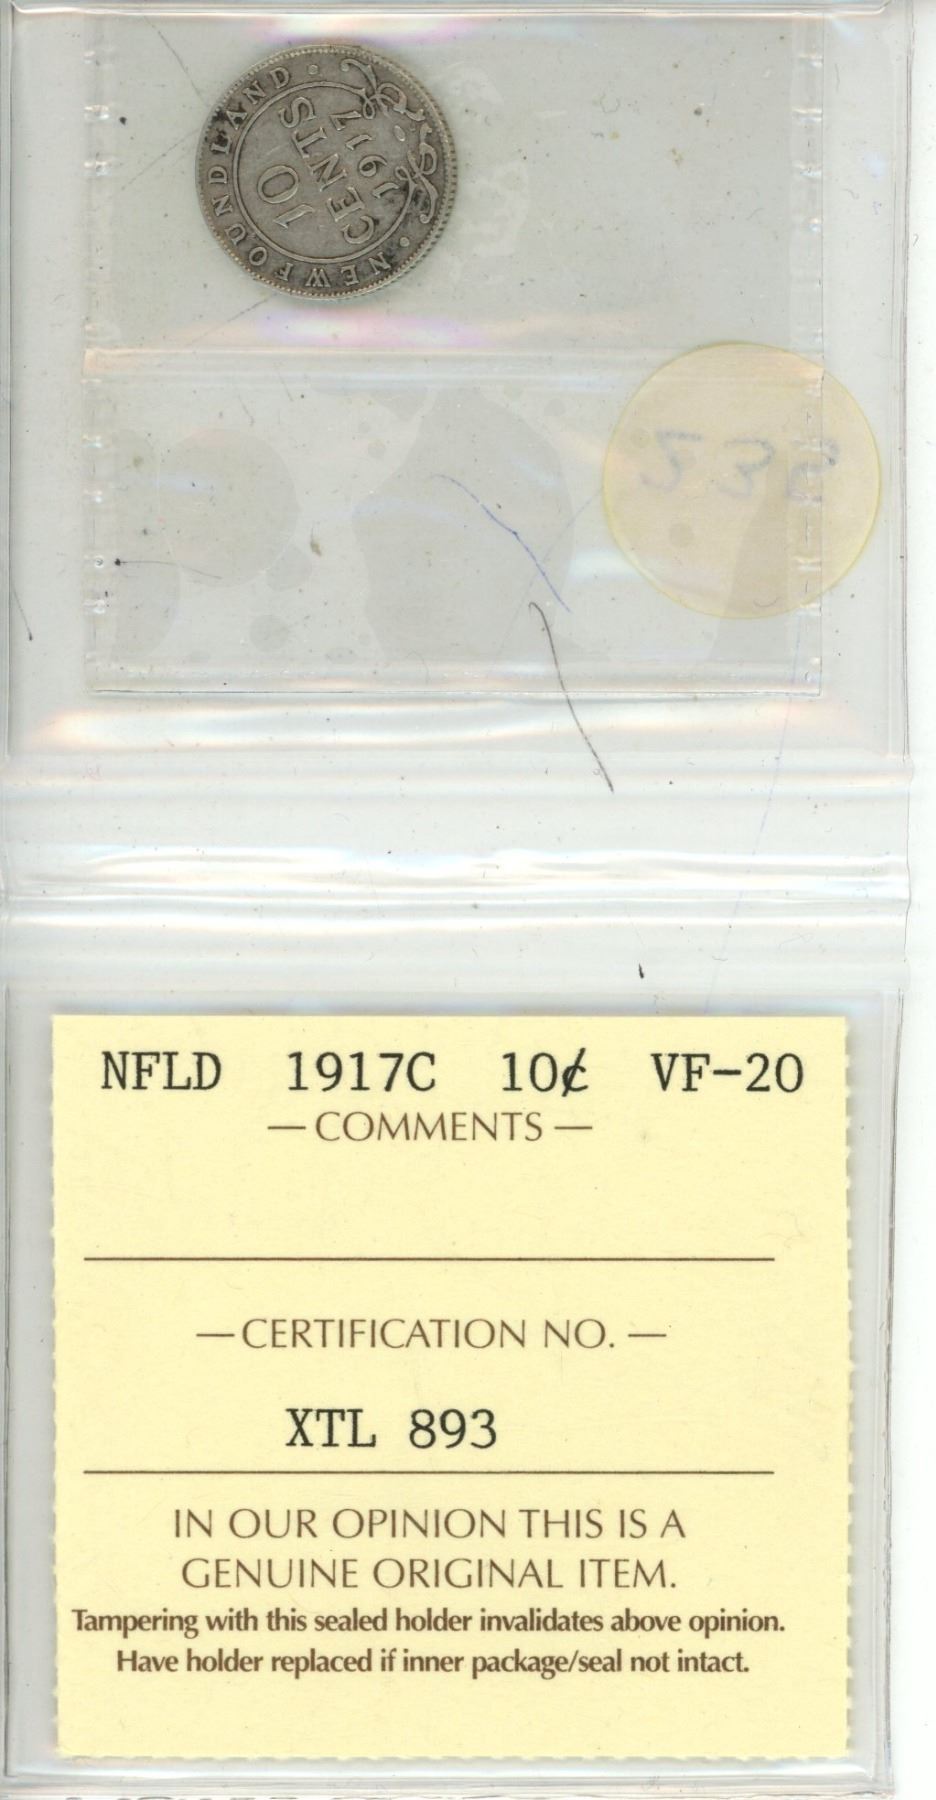 NEWFOUNDLAND
10
CENTS
1917
NFLD 1917C 10¢ VF-20
— COMMENTS —
— CERTIFICATION NO. —
XTL 893
IN OUR OPINION THIS IS A
GENUINE ORIGINAL ITEM.
Tampering with this sealed holder invalidates above opinion.
Have holder replaced if inner package/seal not intact.